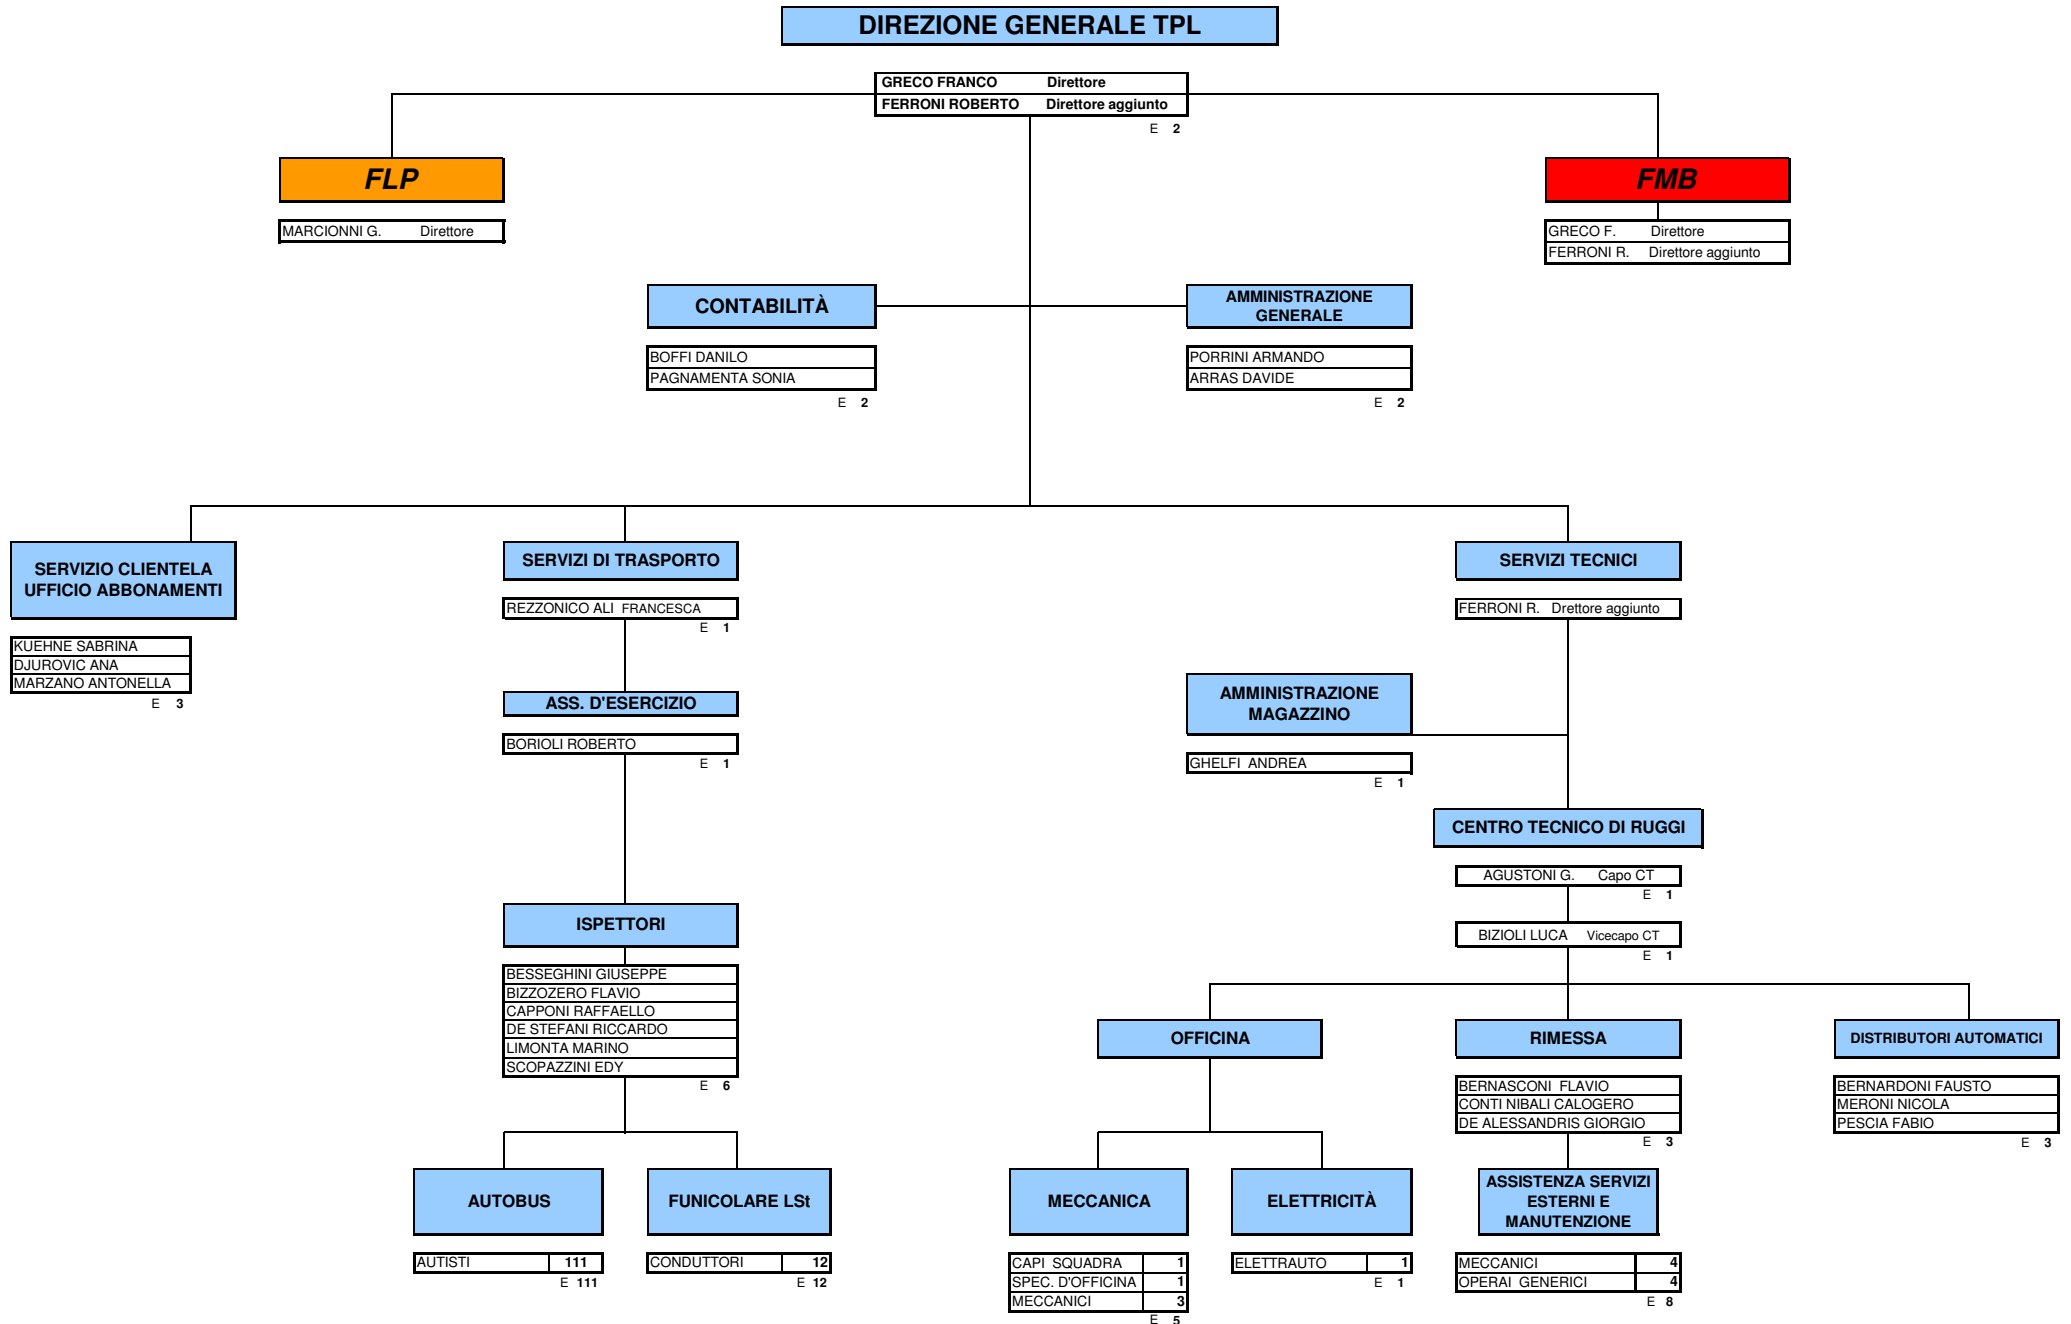 DIREZIONE GENERALE TPL
GRECO FRANCO Direttore
FERRONI ROBERTO Direttore aggiunto
E 2
FLP
MARCIONNI G. Direttore
FMB
GRECO F. Direttore
FERRONI R. Direttore aggiunto
CONTABILITÀ
BOFFI DANILO
PAGNAMENTA SONIA
E 2
AMMINISTRAZIONE
GENERALE
PORRINI ARMANDO
ARRAS DAVIDE
E 2
SERVIZIO CLIENTELA
UFFICIO ABBONAMENTI
KUEHNE SABRINA
DJUROVIC ANA
MARZANO ANTONELLA
E 3
SERVIZI DI TRASPORTO
REZZONICO ALI FRANCESCA
E 1
ASS. D'ESERCIZIO
BORIOLI ROBERTO
E 1
ISPETTORI
BESSEGHINI GIUSEPPE
BIZZOZERO FLAVIO
CAPPONI RAFFAELLO
DE STEFANI RICCARDO
LIMONTA MARINO
SCOPAZZINI EDY
E 6
AUTOBUS
AUTISTI 111
E 111
FUNICOLARE LSt
CONDUTTORI 12
E 12
SERVIZI TECNICI
FERRONI R. Drettore aggiunto
AMMINISTRAZIONE
MAGAZZINO
GHELFI ANDREA
E 1
CENTRO TECNICO DI RUGGI
AGUSTONI G. Capo CT
E 1
BIZIOLI LUCA Vicecapo CT
E 1
OFFICINA
MECCANICA
CAPI SQUADRA 1
SPEC. D'OFFICINA 1
MECCANICI 3
E 5
ELETTRICITÀ
ELETTRAUTO 1
E 1
RIMESSA
BERNASCONI FLAVIO
CONTI NIBALI CALOGERO
DE ALESSANDRIS GIORGIO
E 3
ASSISTENZA SERVIZI
ESTERNI E
MANUTENZIONE
MECCANICI 4
OPERAI GENERICI 4
E 8
DISTRIBUTORI AUTOMATICI
BERNARDONI FAUSTO
MERONI NICOLA
PESCIA FABIO
E 3